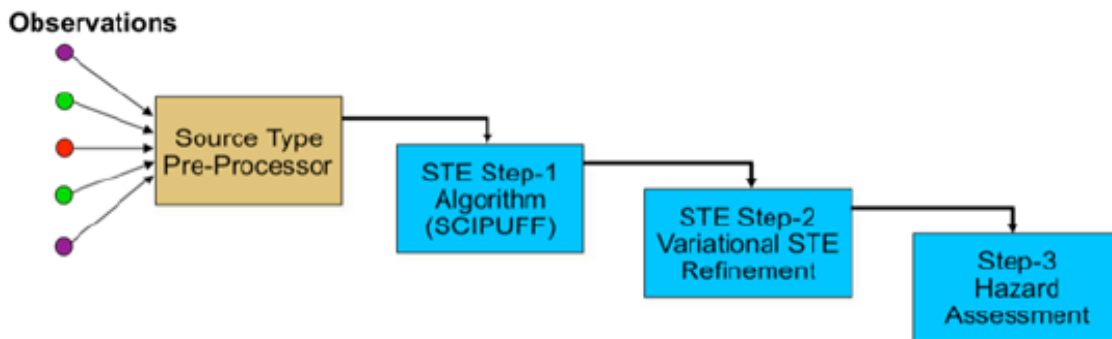 Observations
Source Type
Pre-Processor
STE Step-1
Algorithm
(SCIPUFF)
STE Step-2
Variational STE
Refinement
Step-3
Hazard
Assessment